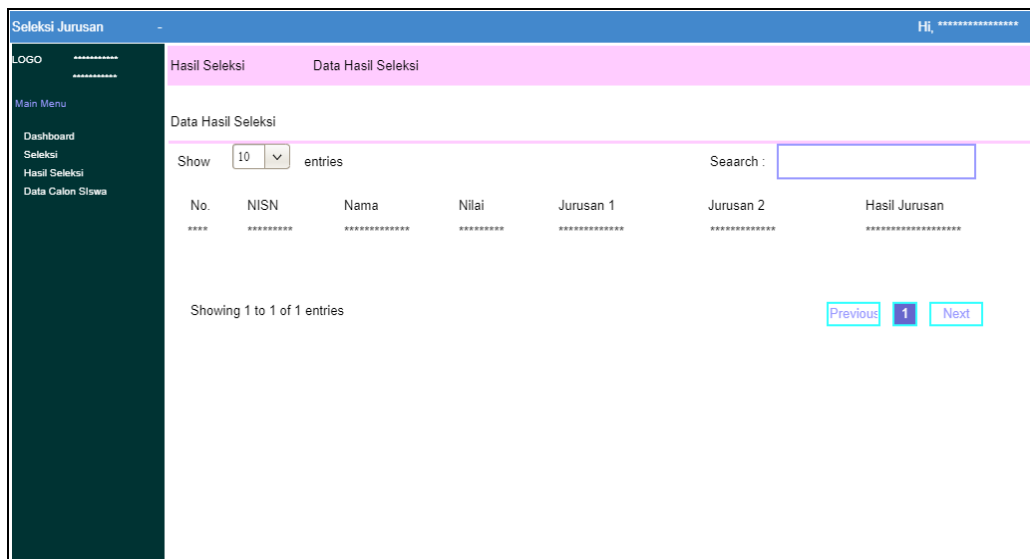 Seleksi Jurusan - Hi, ****************
LOGO ***********
***********
Main Menu
Dashboard
Seleksi
Hasil Seleksi
Data Calon SIswa
Hasil Seleksi Data Hasil Seleksi
Data Hasil Seleksi
Show 10 entries Seaarch :
No. NISN Nama Nilai Jurusan 1 Jurusan 2 Hasil Jurusan
**** ********* ************* ********* ************* ************* *******************
Showing 1 to 1 of 1 entries Previous 1 Next